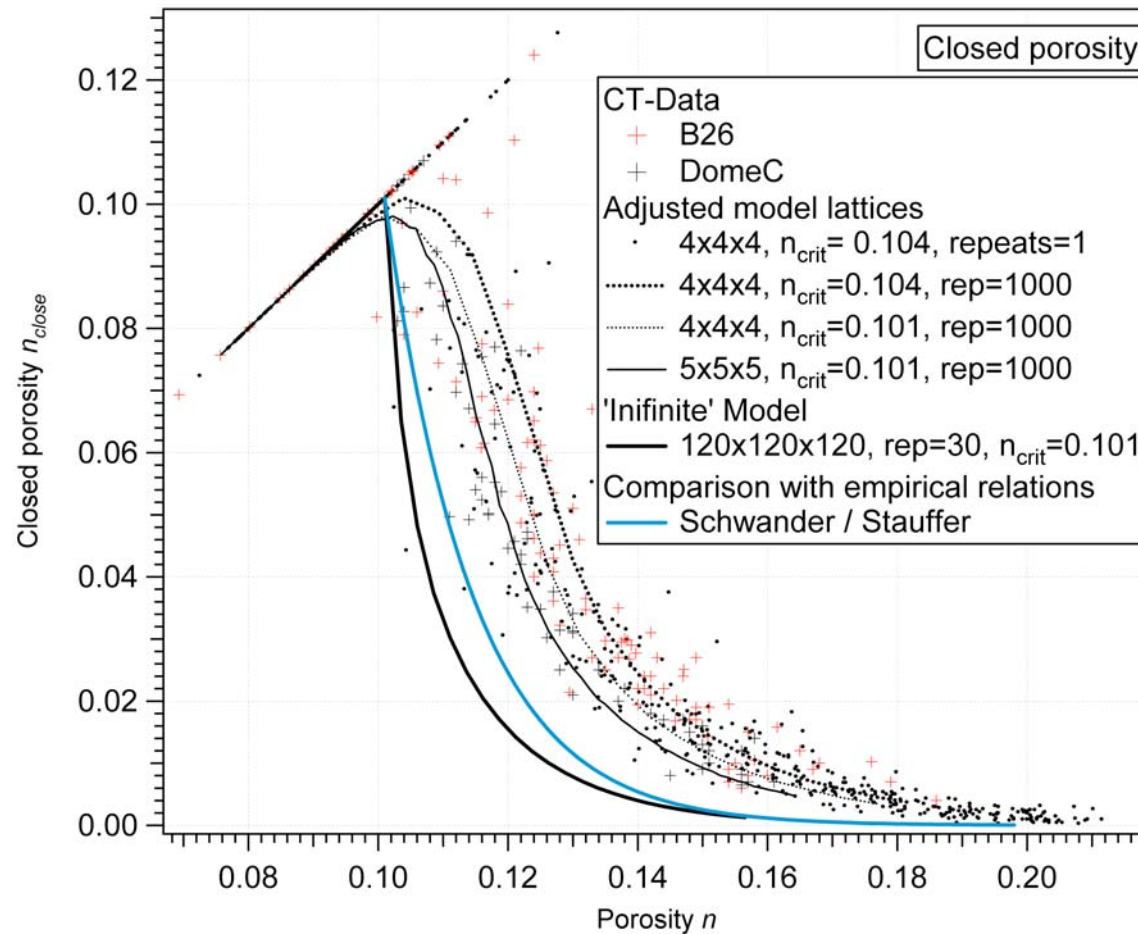 Closed porosity
CT-Data
B26
DomeC
Adjusted model lattices
4x4x4, n_crit= 0.104, repeats=1
4x4x4, n_crit=0.104, rep=1000
4x4x4, n_crit=0.101, rep=1000
5x5x5, n_crit=0.101, rep=1000
'Inifinite' Model
120x120x120, rep=30, n_crit=0.101
Comparison with empirical relations
Schwander / Stauffer
Closed porosity n_close
0.12
0.10
0.08
0.06
0.04
0.02
0.00
0.08
0.10
0.12
0.14
0.16
0.18
0.20
Porosity n